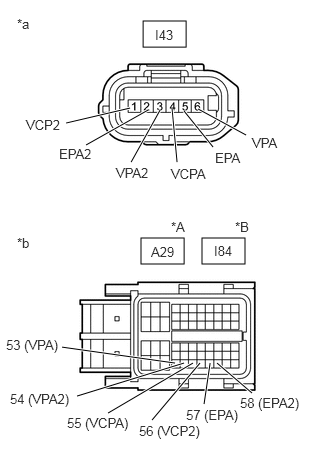 *a
I43
1 2 3 4 5 6
VCP2
VPA
EPA2
EPA
VPA2
VCPA
*A
*B
*b
A29
I84
53 (VPA)
54 (VPA2)
58 (EPA2)
57 (EPA)
55 (VCPA)
56 (VCP2)